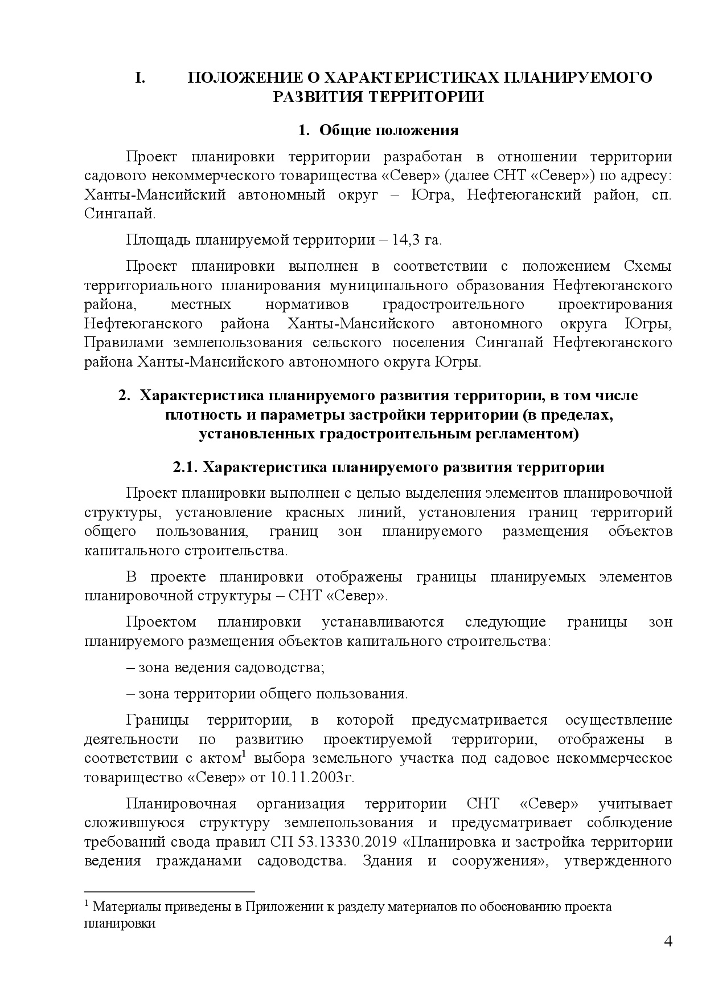 I. ПОЛОЖЕНИЕ О ХАРАКТЕРИСТИКАХ ПЛАНИРУЕМОГО
РАЗВИТИЯ ТЕРРИТОРИИ
1. Общие положения
Проект планировки территории разработан в отношении территории
садового некоммерческого товарищества «Север» (далее СНТ «Север») по адресу:
Ханты-Мансийский автономный округ – Югра, Нефтеюганский район, сп.
Сингапай.
Площадь планируемой территории – 14,3 га.
Проект планировки выполнен в соответствии с положением Схемы
территориального планирования муниципального образования Нефтеюганского
района, местных нормативов градостроительного проектирования
Нефтеюганского района Ханты-Мансийского автономного округа Югры,
Правилами землепользования сельского поселения Сингапай Нефтеюганского
района Ханты-Мансийского автономного округа Югры.
2. Характеристика планируемого развития территории, в том числе
плотность и параметры застройки территории (в пределах,
установленных градостроительным регламентом)
2.1. Характеристика планируемого развития территории
Проект планировки выполнен с целью выделения элементов планировочной
структуры, установление красных линий, установления границ территорий
общего пользования, границ зон планируемого размещения объектов
капитального строительства.
В проекте планировки отображены границы планируемых элементов
планировочной структуры – СНТ «Север».
Проектом планировки устанавливаются следующие границы зон
планируемого размещения объектов капитального строительства:
– зона ведения садоводства;
– зона территории общего пользования.
Границы территории, в которой предусматривается осуществление
деятельности по развитию проектируемой территории, отображены в
соответствии с актом¹ выбора земельного участка под садовое некоммерческое
товарищество «Север» от 10.11.2003г.
Планировочная организация территории СНТ «Север» учитывает
сложившуюся структуру землепользования и предусматривает соблюдение
требований свода правил СП 53.13330.2019 «Планировка и застройка территории
ведения гражданами садоводства. Здания и сооружения», утвержденного
¹ Материалы приведены в Приложении к разделу материалов по обоснованию проекта
планировки
4